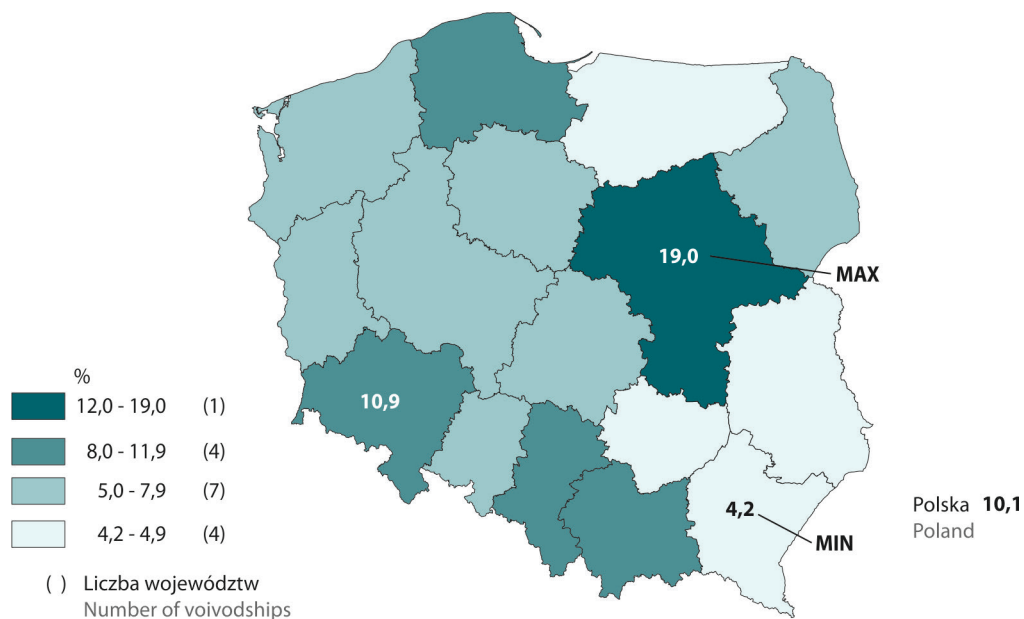 19,0
MAX
%
12,0 - 19,0 (1)
10,9
8,0 - 11,9 (4)
5,0 - 7,9 (7)
4,2 - 4,9 (4)
4,2
MIN
Polska 10,1
Poland
( ) Liczba województw
Number of voivodships